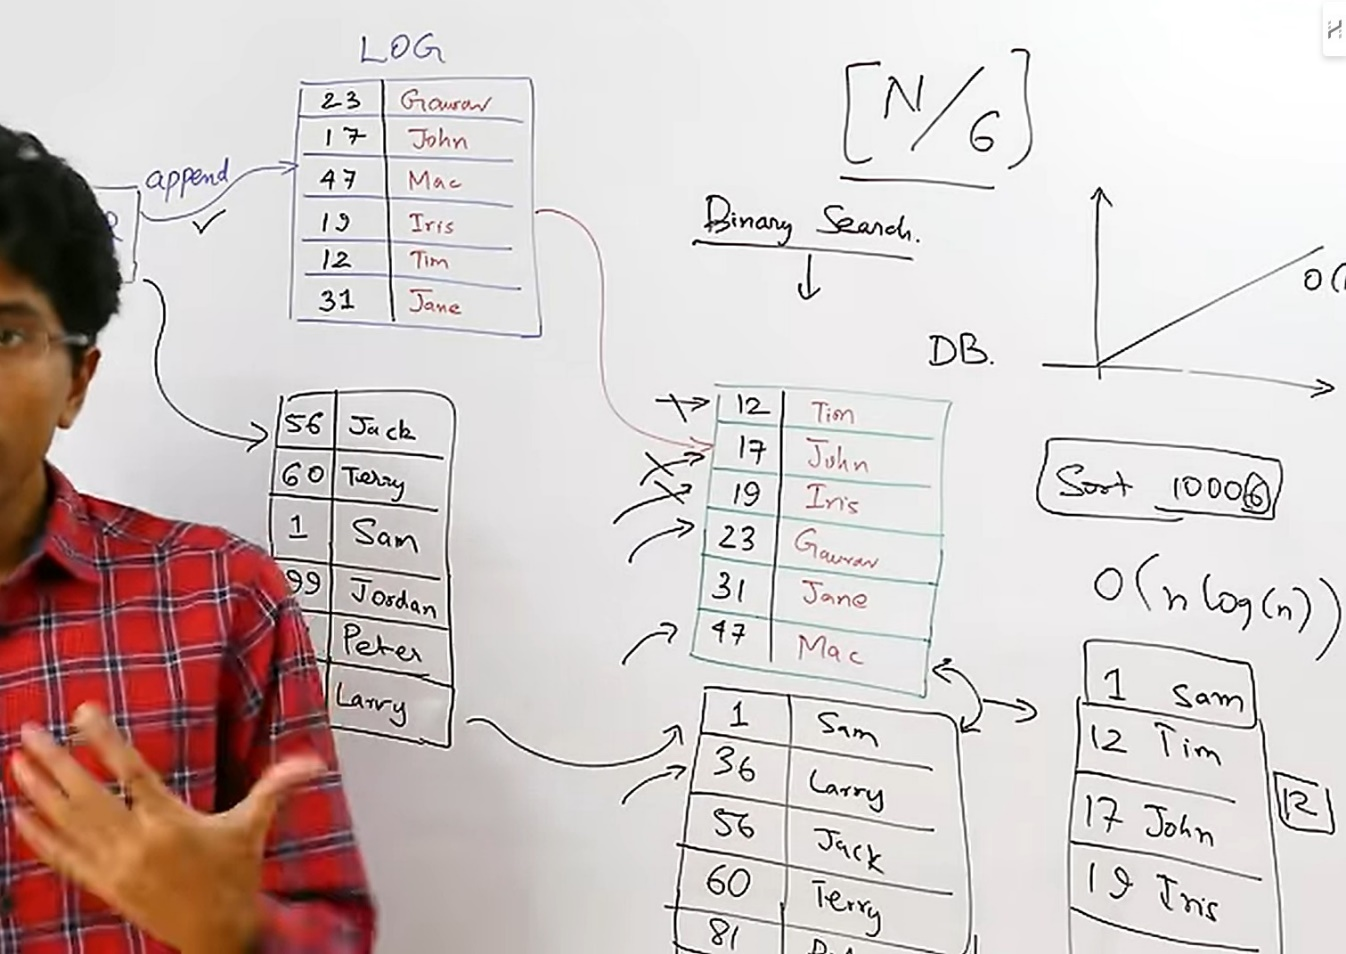 LOG
23 Gaurav
17 John
47 Mac
19 Iris
12 Tim
31 Jane
append
56 Jack
60 Terry
1 Sam
99 Jordan
Peter
Larry
[N/6]
Binary Search.
DB.
12 Tim
17 John
19 Iris
23 Gaurav
31 Jane
47 Mac
1 Sam
36 Larry
56 Jack
60 Terry
81
O(
Sort 10006
O(n log(n))
1 Sam
12 Tim
17 John
19 Iris
12